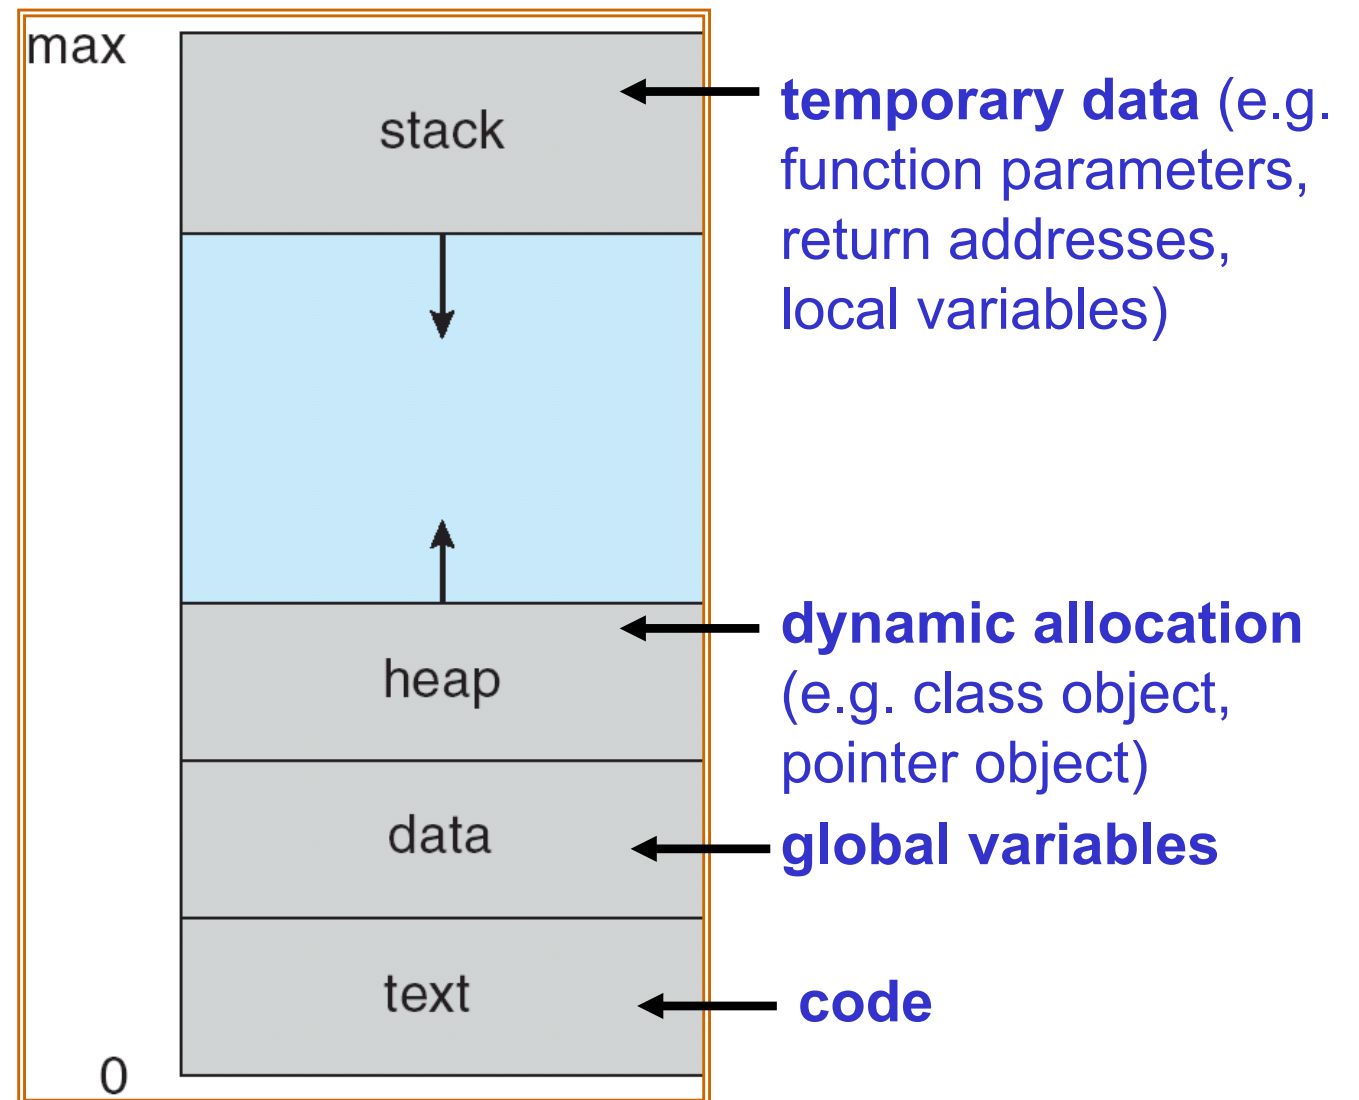 max
stack
temporary data (e.g.
function parameters,
return addresses,
local variables)
heap
dynamic allocation
(e.g. class object,
pointer object)
data
global variables
text
code
0